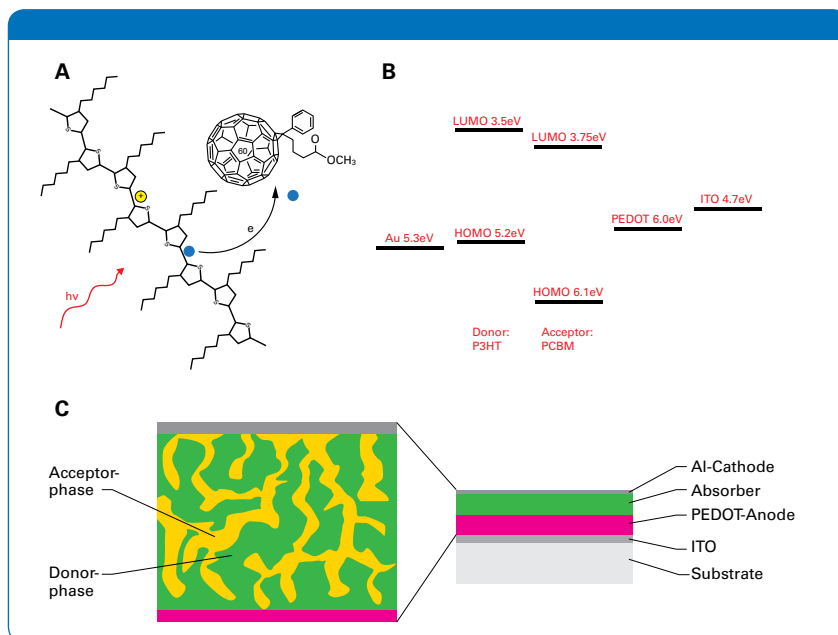 A
60
O
OCH₃
S
S
S
S
S
S
S
S
+
e
hν
B
LUMO 3.5eV
LUMO 3.75eV
ITO 4.7eV
PEDOT 6.0eV
Au 5.3eV
HOMO 5.2eV
HOMO 6.1eV
Donor:
P3HT
Acceptor:
PCBM
C
Acceptor-
phase
Donor-
phase
Al-Cathode
Absorber
PEDOT-Anode
ITO
Substrate